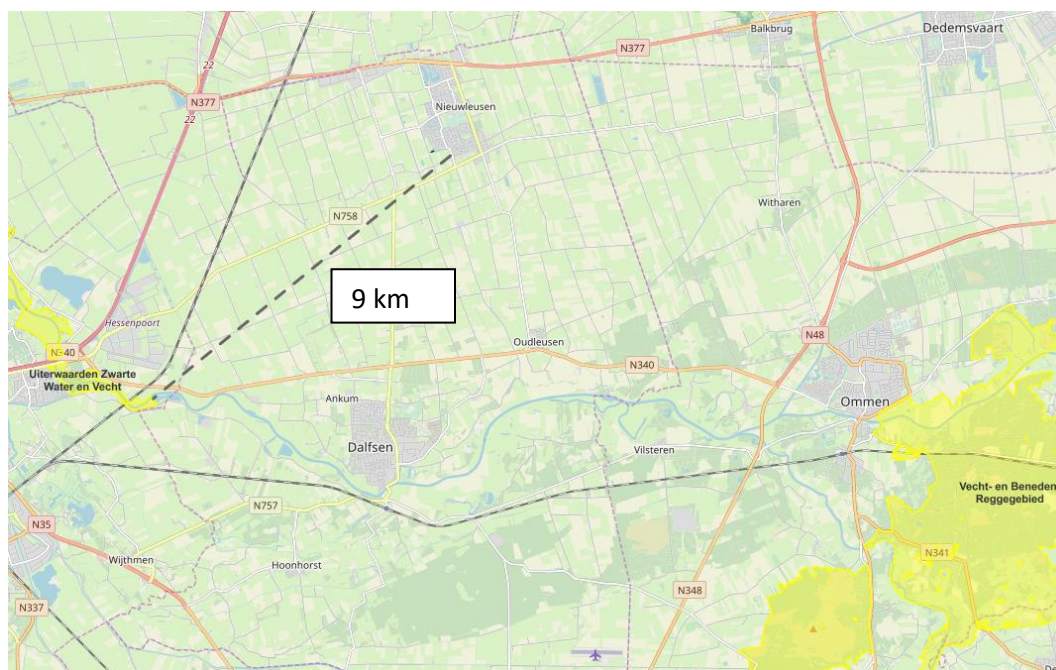 Balkbrug
Dedemsvaart
N377
22
N377
22
Nieuwleusen
N758
Witharen
9 km
Hessenpoort
N48
Oudleusen
N340
Uiterwaarden Zwarte
Water en Vecht
Ankum
Ommen
Dalfsen
Vilsteren
Vecht- en Beneden
Reggegebied
N757
N35
Wijthmen
Hoonhorst
N341
N348
N337